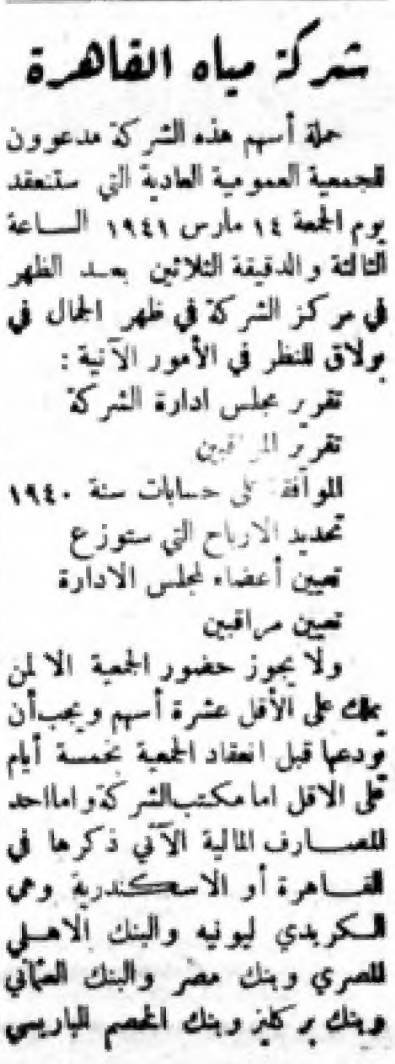 شركة مياه القاهرة
حملة أسهم هذه الشركة مدعوون
للجمعية العمومية العادية التي ستنعقد
يوم الجمعة ١٤ مارس ١٩٤١ الساعة
الثالثة والدقيقة الثلاثين بعد الظهر
في مركز الشركة في ظهر الجمال في
بولاق للنظر في الأمور الآتية :
تقرير مجلس ادارة الشركة
تقرير المراقبين
الموافقة على حسابات سنة ١٩٤٠
تحديد الارباح التي ستوزع
تعيين أعضاء لمجلس الادارة
تعيين مراقبين
ولا يجوز حضور الجمعية الا لمن
يملك على الأقل عشرة أسهم ويجب أن
تودعها قبل انعقاد الجمعية بخمسة أيام
على الاقل اما مكتب الشركة واما احد
المصارف المالية الآتي ذكرها في
القاهرة أو الاسكندرية وهي
الكريدي ليونيه والبنك الاهلي
المصري وبنك مصر والبنك العثماني
وبنك بركليز وبنك الخصم الباريسي